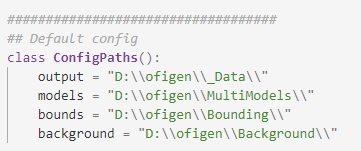 ##################################
## Default config
class ConfigPaths():
    output = "D:\\ofigen\\_Data\\"
    models = "D:\\ofigen\\MultiModels\\"
    bounds = "D:\\ofigen\\Bounding\\"
    background = "D:\\ofigen\\Background\\"